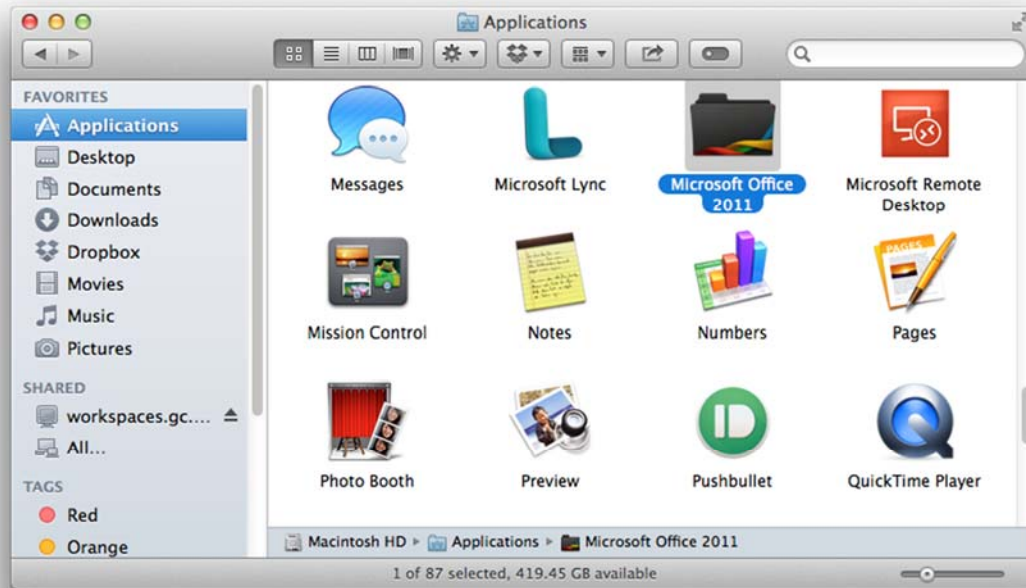 Applications
FAVORITES
Applications
Desktop
Documents
Downloads
Dropbox
Movies
Music
Pictures
SHARED
workspaces.gc....
All...
TAGS
Red
Orange
Messages
Microsoft Lync
Microsoft Office
2011
Microsoft Remote
Desktop
Mission Control
Notes
Numbers
PAGES
Pages
Photo Booth
Preview
Pushbullet
QuickTime Player
Macintosh HD ▸ Applications ▸ Microsoft Office 2011
1 of 87 selected, 419.45 GB available